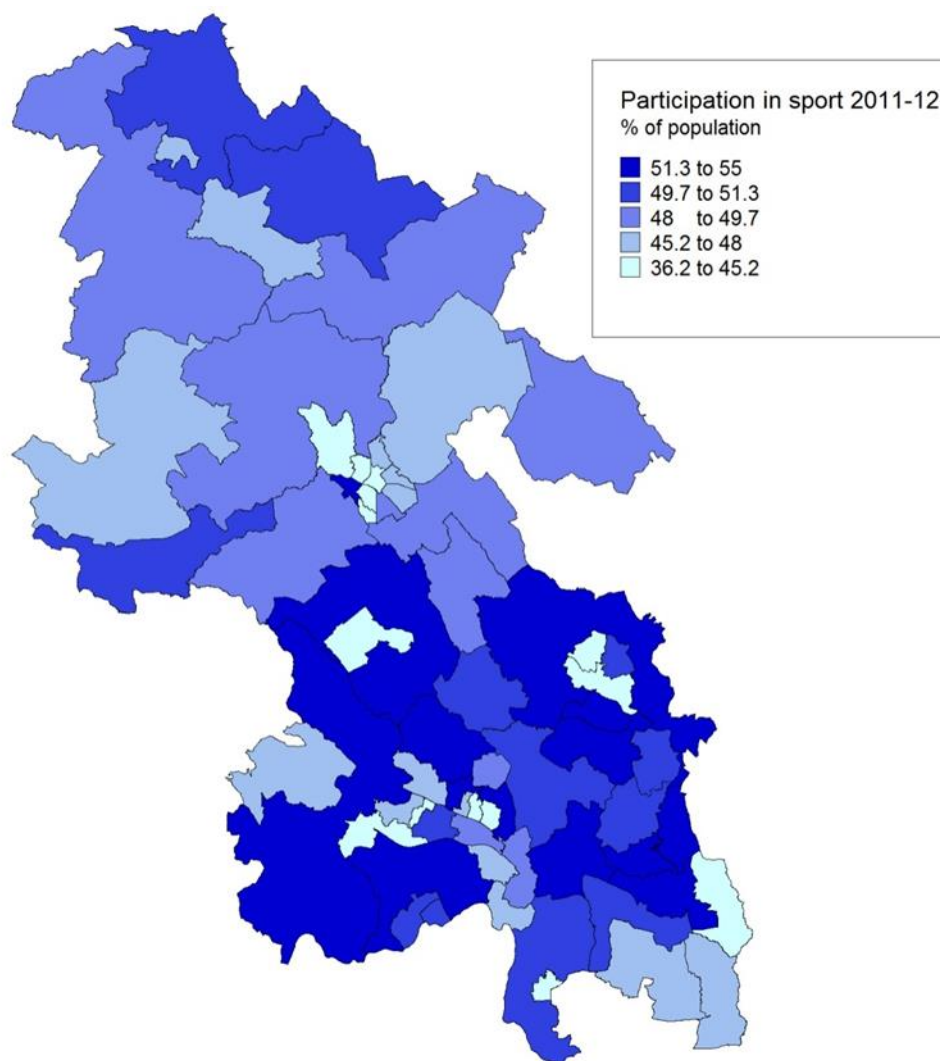 Participation in sport 2011-12
% of population
51.3 to 55
49.7 to 51.3
48 to 49.7
45.2 to 48
36.2 to 45.2